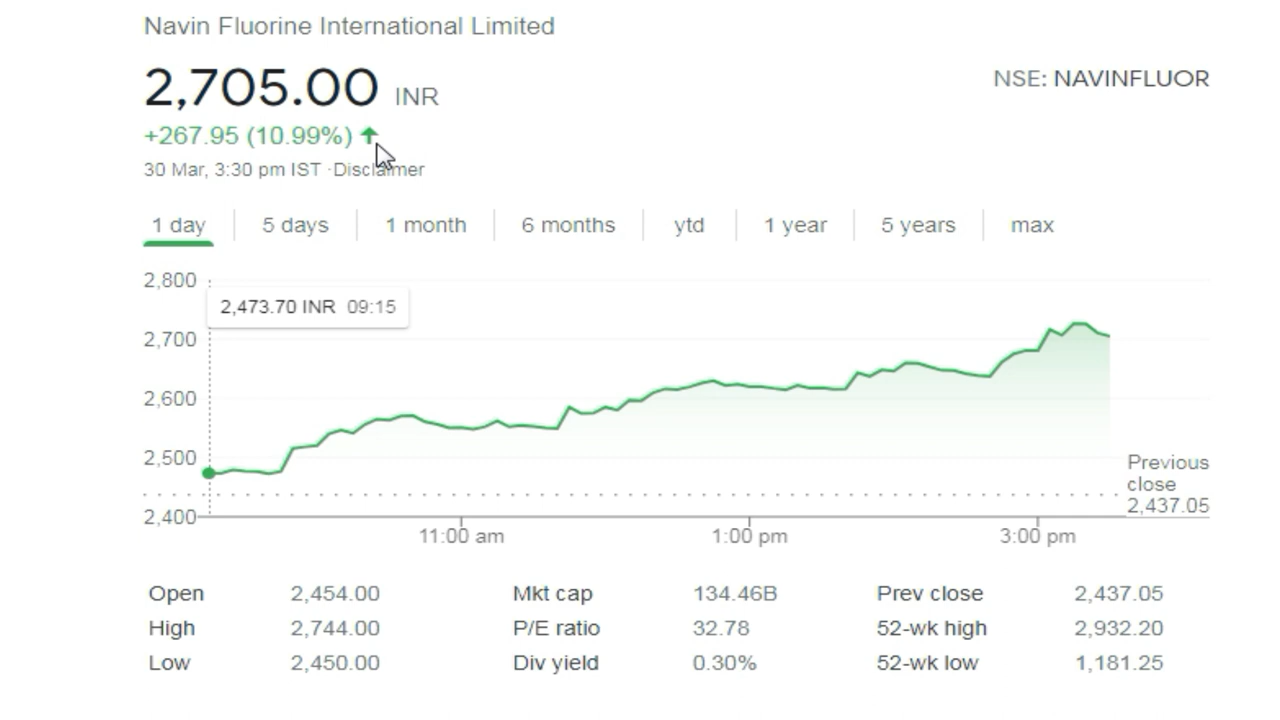 Navin Fluorine International Limited
2,705.00 INR
NSE: NAVINFLUOR
+267.95 (10.99%)
30 Mar, 3:30 pm IST ·Disclaimer
1 day 5 days 1 month 6 months ytd 1 year 5 years max
2,800
2,473.70 INR 09:15
2,700
2,600
2,500
Previous
close
2,437.05
2,400
11:00 am 1:00 pm 3:00 pm
Open 2,454.00 Mkt cap 134.46B Prev close 2,437.05
High 2,744.00 P/E ratio 32.78 52-wk high 2,932.20
Low 2,450.00 Div yield 0.30% 52-wk low 1,181.25